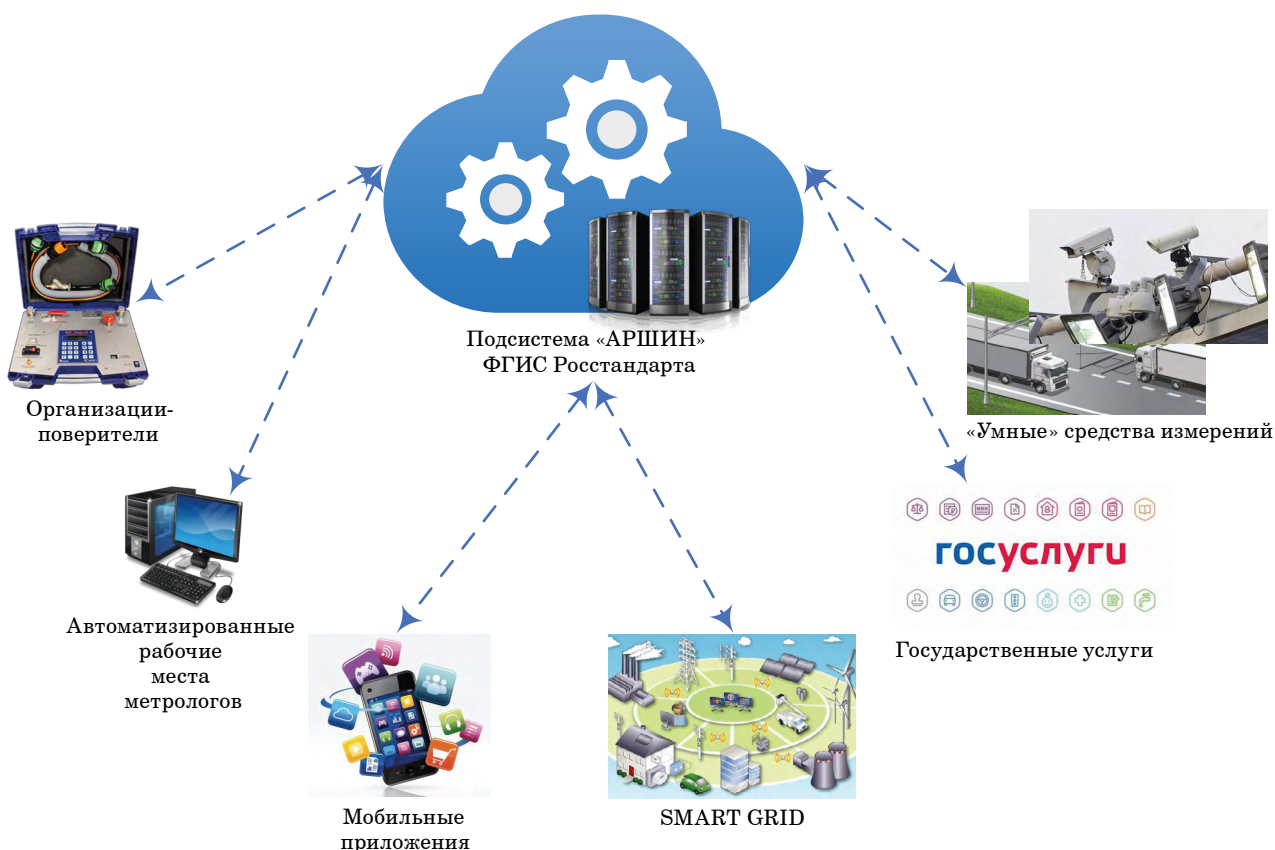 Подсистема «АРШИН»
ФГИС Росстандарта
Организации-
поверители
«Умные» средства измерений
госуслуги
Автоматизированные
рабочие
места
метрологов
Государственные услуги
Мобильные
приложения
SMART GRID